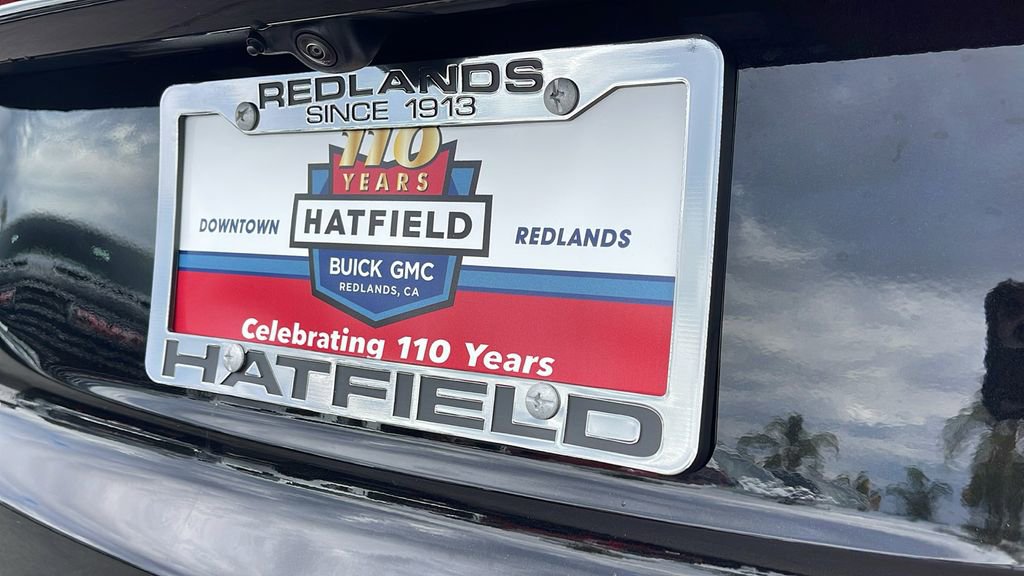 REDLANDS
SINCE 1913
110
YEARS
DOWNTOWN HATFIELD REDLANDS
BUICK GMC
REDLANDS, CA
Celebrating 110 Years
HATFIELD